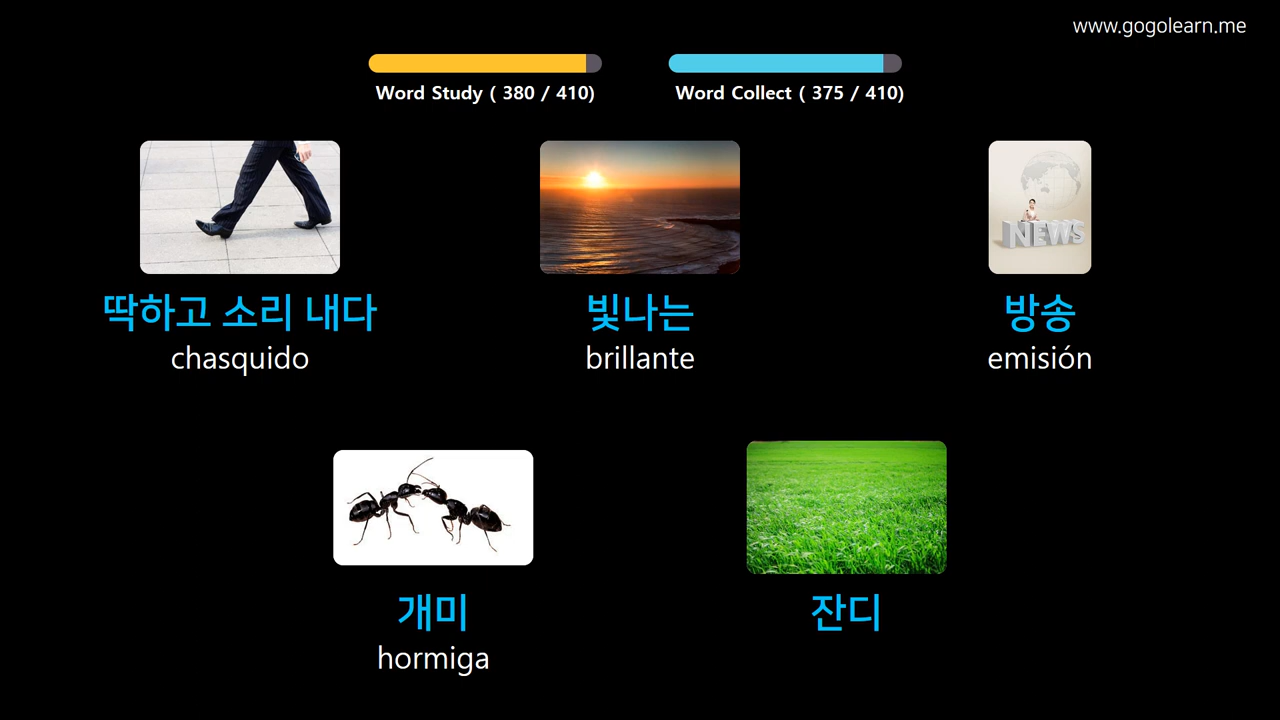 www.gogolearn.me
Word Study ( 380 / 410)
Word Collect ( 375 / 410)
NEWS
딱하고 소리 내다
chasquido
빛나는
brillante
방송
emisión
개미
hormiga
잔디